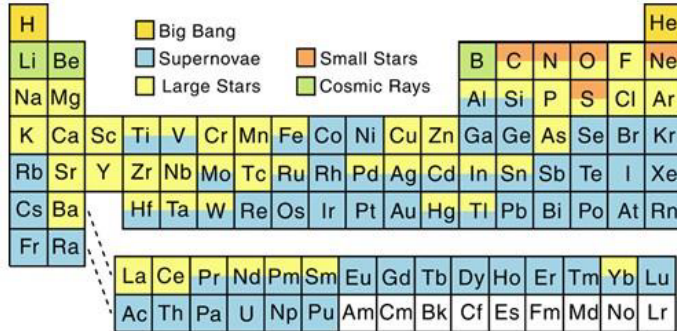 H He
Big Bang
Supernovae Small Stars
Large Stars Cosmic Rays
Li Be B C N O F Ne
Na Mg Al Si P S Cl Ar
K Ca Sc Ti V Cr Mn Fe Co Ni Cu Zn Ga Ge As Se Br Kr
Rb Sr Y Zr Nb Mo Tc Ru Rh Pd Ag Cd In Sn Sb Te I Xe
Cs Ba Hf Ta W Re Os Ir Pt Au Hg Tl Pb Bi Po At Rn
Fr Ra
La Ce Pr Nd Pm Sm Eu Gd Tb Dy Ho Er Tm Yb Lu
Ac Th Pa U Np Pu Am Cm Bk Cf Es Fm Md No Lr